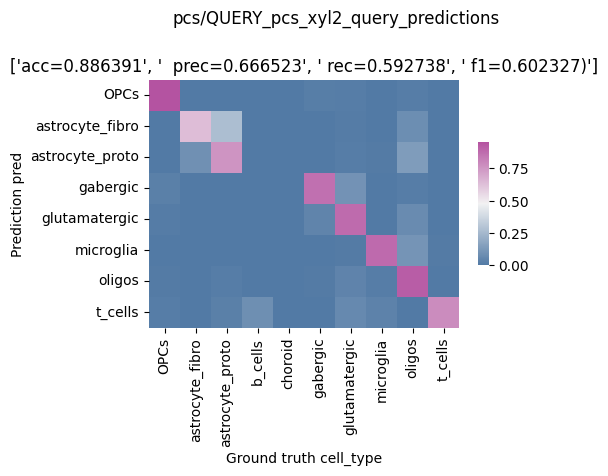 pcs/QUERY_pcs_xyl2_query_predictions
['acc=0.886391', '  prec=0.666523', ' rec=0.592738', ' f1=0.602327)']
OPCs
astrocyte_fibro
astrocyte_proto
gabergic
glutamatergic
microglia
oligos
t_cells
Prediction pred
0.75
0.50
0.25
0.00
OPCs
astrocyte_fibro
astrocyte_proto
b_cells
choroid
gabergic
glutamatergic
microglia
oligos
t_cells
Ground truth cell_type